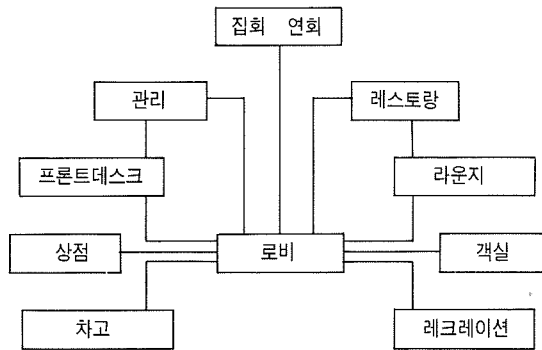 집회 연회
관리
레스토랑
프론트데스크
라운지
상점
로비
객실
차고
레크레이션